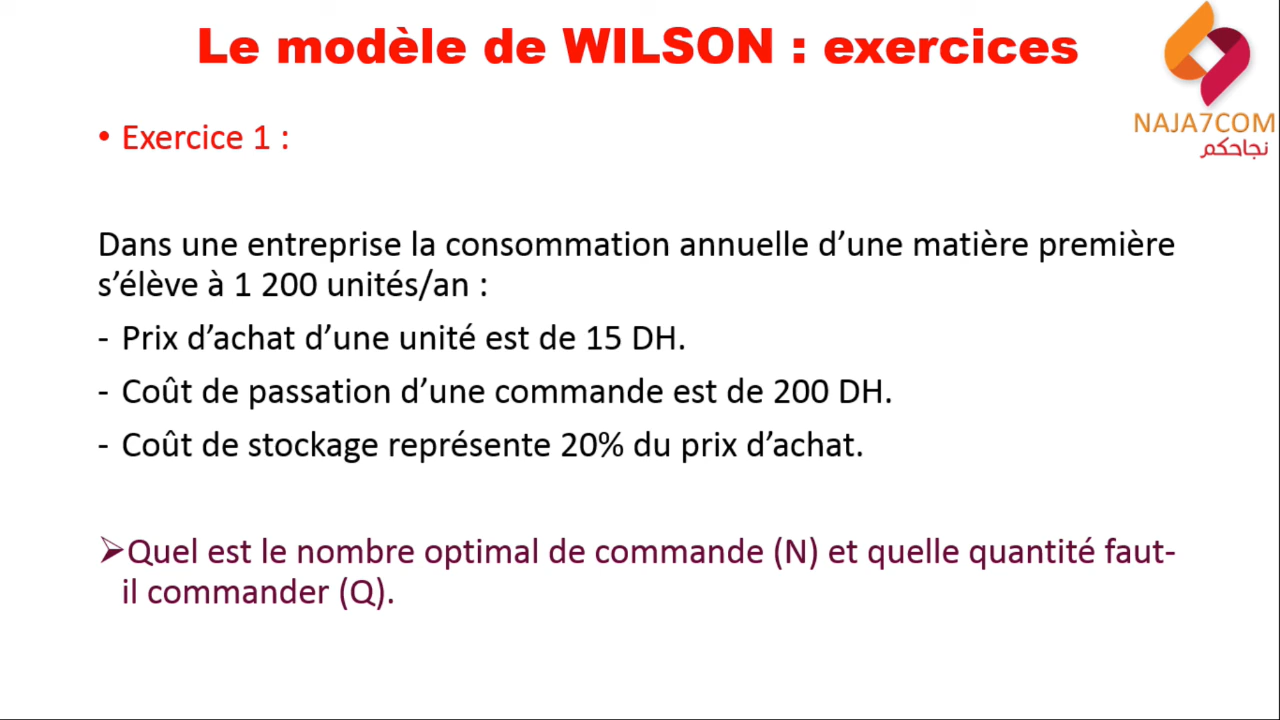 Le modèle de WILSON : exercices
NAJA7COM
نجاحكم
• Exercice 1 :
Dans une entreprise la consommation annuelle d’une matière première
s’élève à 1 200 unités/an :
- Prix d’achat d’une unité est de 15 DH.
- Coût de passation d’une commande est de 200 DH.
- Coût de stockage représente 20% du prix d’achat.
➢Quel est le nombre optimal de commande (N) et quelle quantité faut-
il commander (Q).